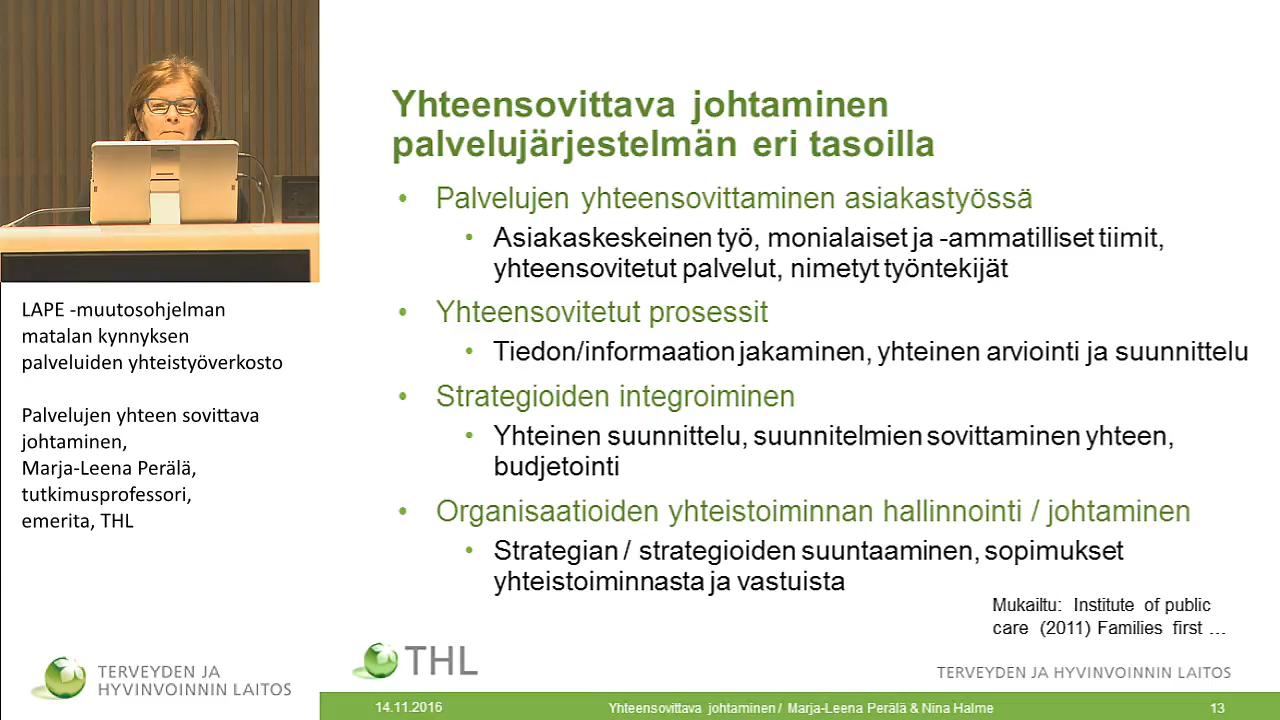 LAPE -muutosohjelman
matalan kynnyksen
palveluiden yhteistyöverkosto
Palvelujen yhteen sovittava
johtaminen,
Marja-Leena Perälä,
tutkimusprofessori,
emerita, THL
TERVEYDEN JA
HYVINVOINNIN LAITOS
Yhteensovittava johtaminen
palvelujärjestelmän eri tasoilla
• Palvelujen yhteensovittaminen asiakastyössä
• Asiakaskeskeinen työ, monialaiset ja -ammatilliset tiimit,
yhteensovitetut palvelut, nimetyt työntekijät
• Yhteensovitetut prosessit
• Tiedon/informaation jakaminen, yhteinen arviointi ja suunnittelu
• Strategioiden integroiminen
• Yhteinen suunnittelu, suunnitelmien sovittaminen yhteen,
budjetointi
• Organisaatioiden yhteistoiminnan hallinnointi / johtaminen
• Strategian / strategioiden suuntaaminen, sopimukset
yhteistoiminnasta ja vastuista
Mukailtu: Institute of public
care (2011) Families first ...
THL
TERVEYDEN JA HYVINVOINNIN LAITOS
14.11.2016 Yhteensovittava johtaminen / Marja-Leena Perälä & Nina Halme 13